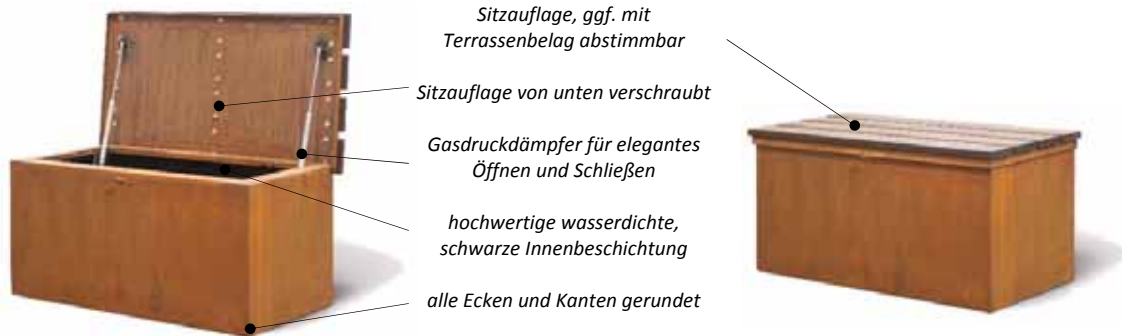 Sitzauflage, ggf. mit
Terrassenbelag abstimmbar
Sitzauflage von unten verschraubt
Gasdruckdämpfer für elegantes
Öffnen und Schließen
hochwertige wasserdichte,
schwarze Innenbeschichtung
alle Ecken und Kanten gerundet